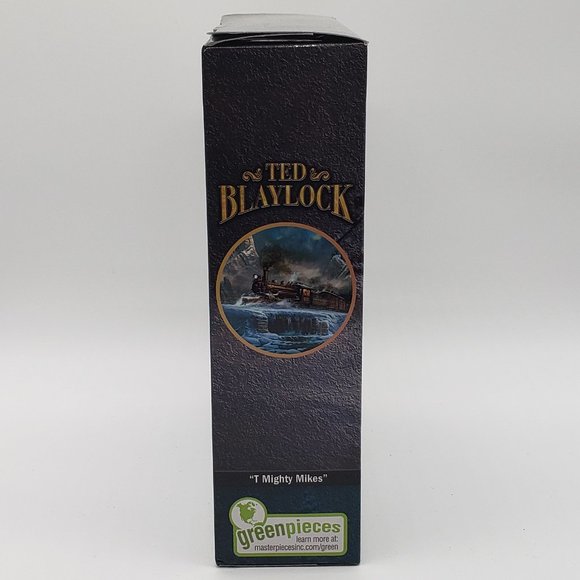 TED
BLAYLOCK
"T Mighty Mikes"
greenpieces
learn more at:
masterpiecesinc.com/green